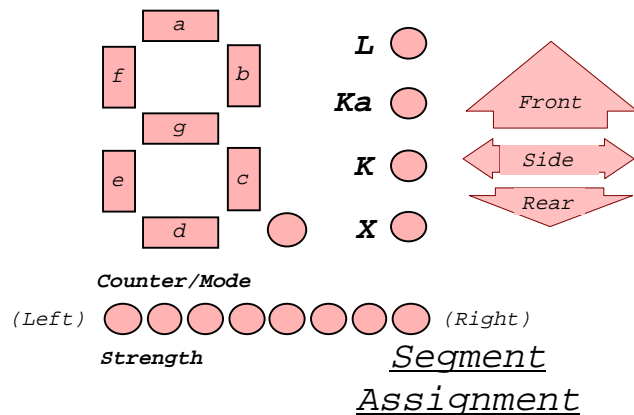 a
f
b
g
e
c
d
L
Ka
K
X
Front
Side
Rear
Counter/Mode
(Left)
(Right)
Strength
Segment
Assignment